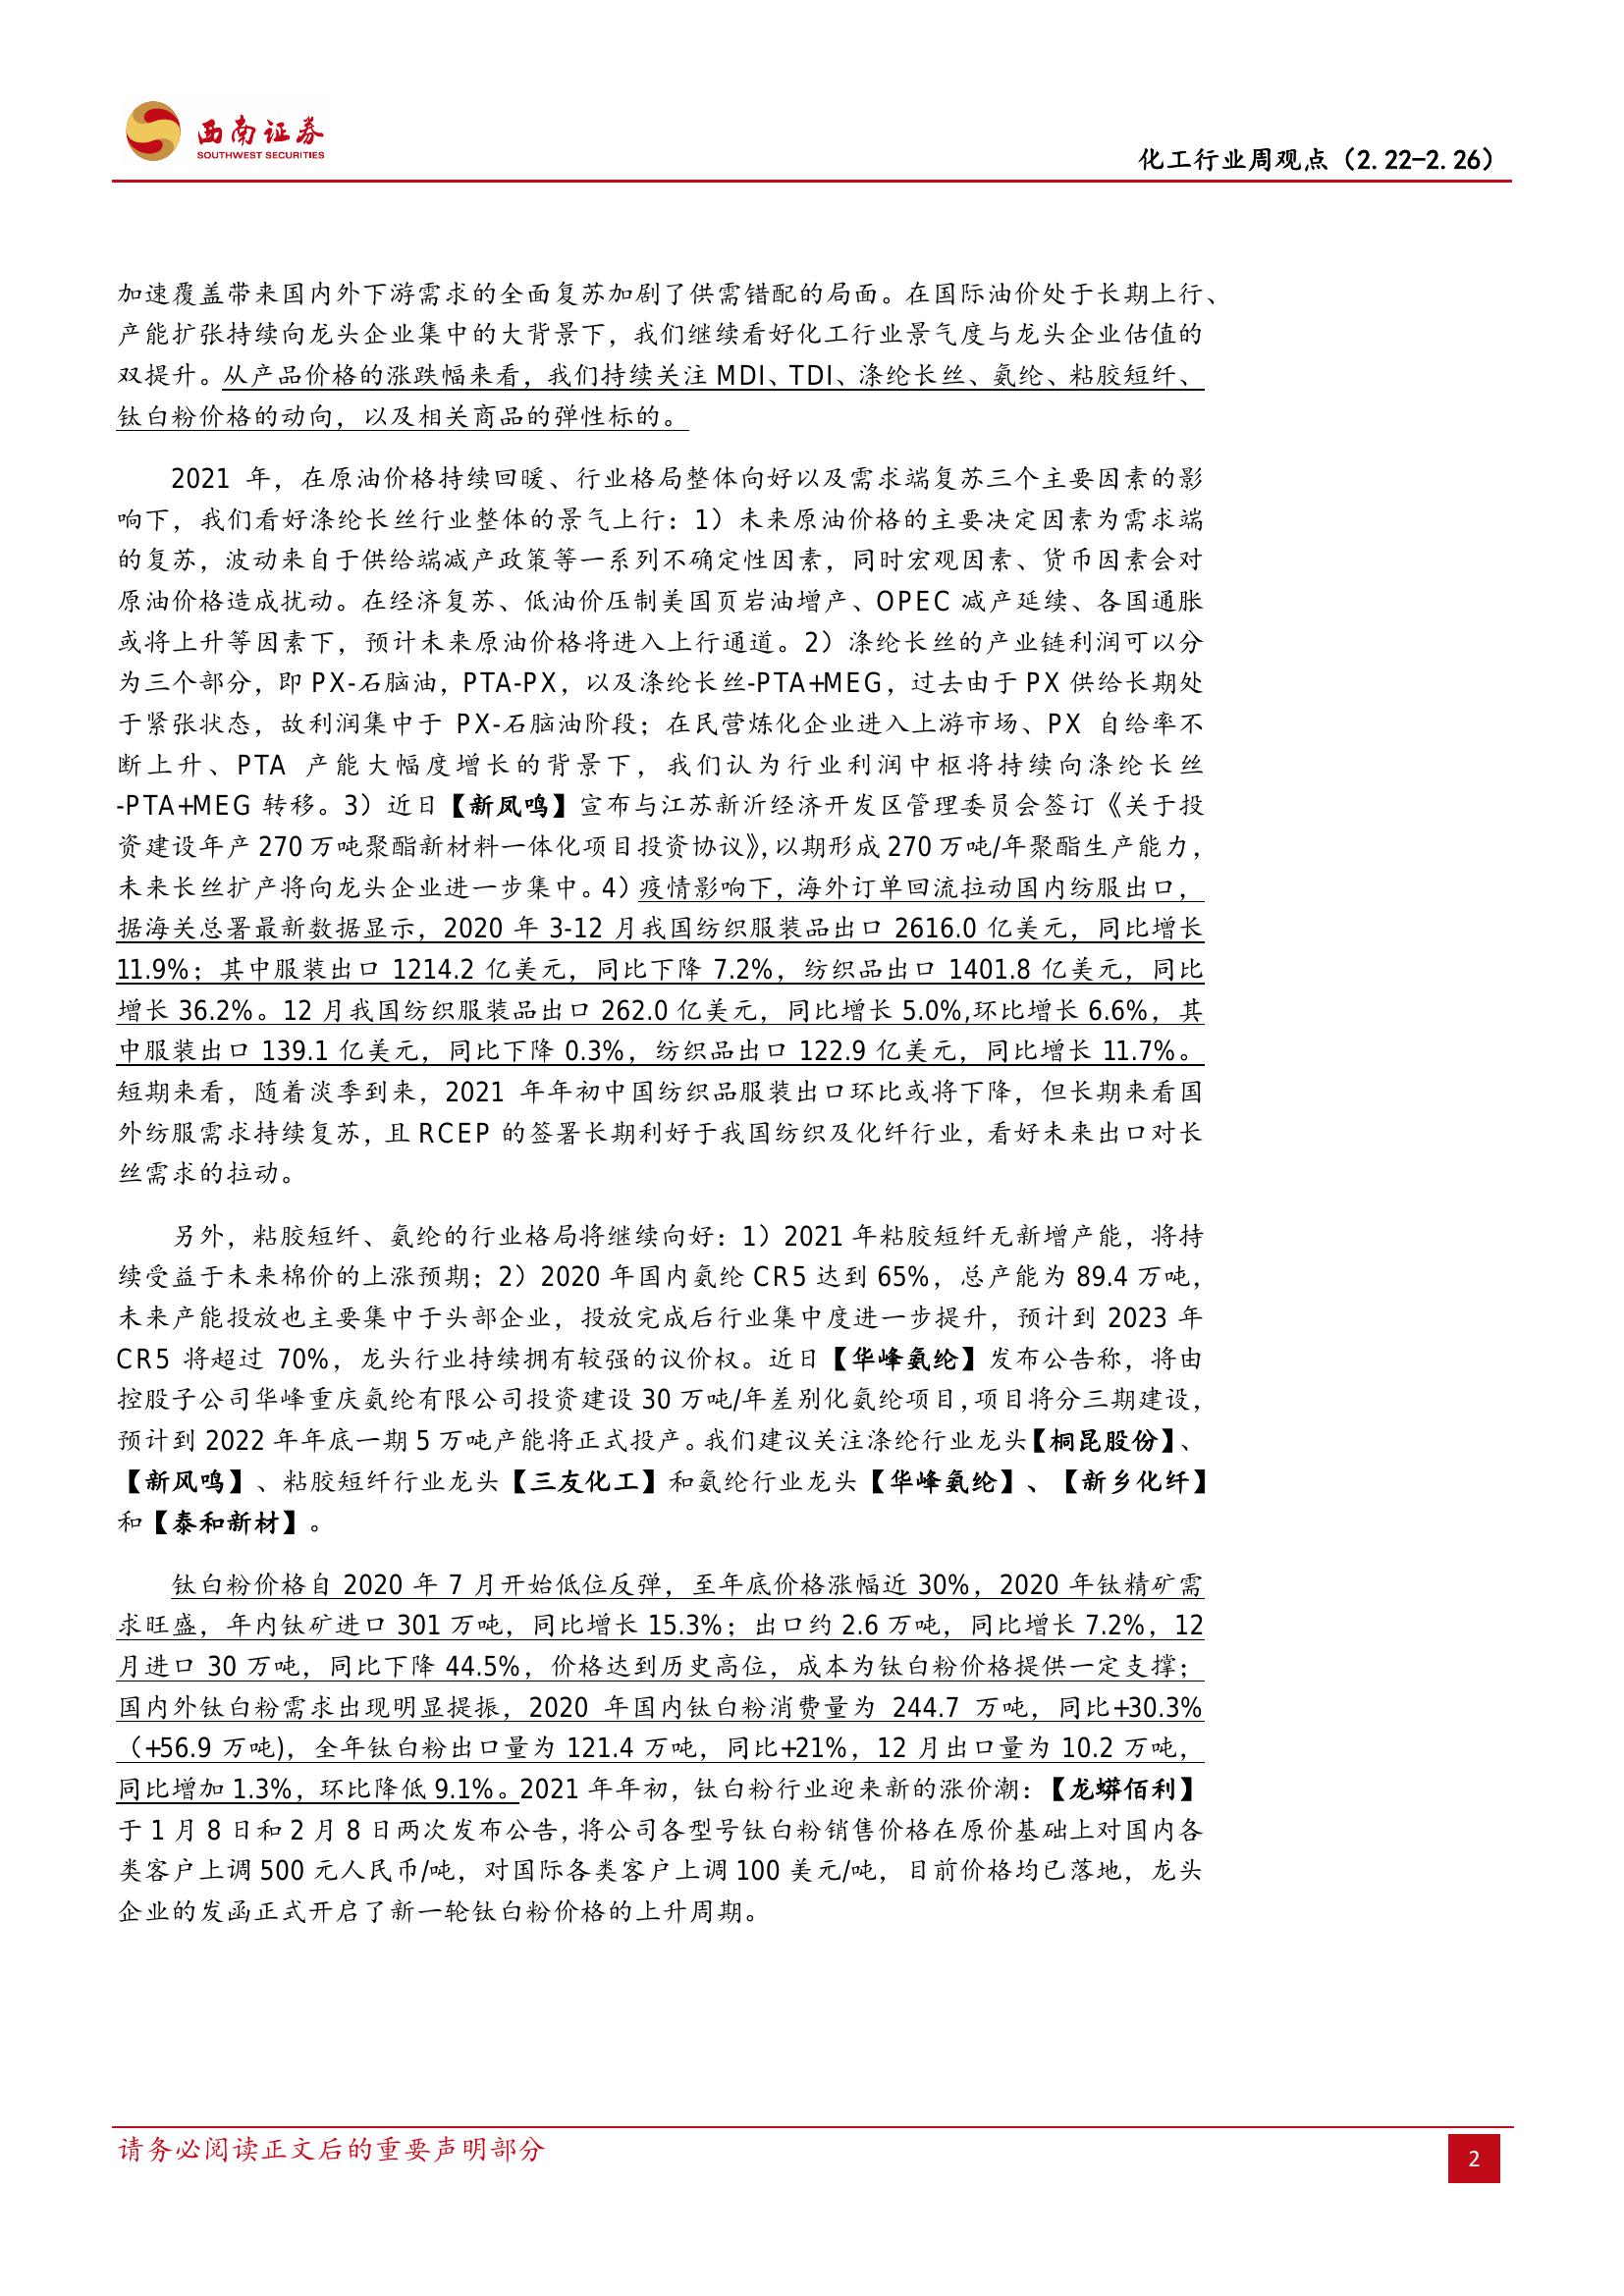 西南证券
SOUTHWEST SECURITIES
化工行业周观点（2.22-2.26）
加速覆盖带来国内外下游需求的全面复苏加剧了供需错配的局面。在国际油价处于长期上行、
产能扩张持续向龙头企业集中的大背景下，我们继续看好化工行业景气度与龙头企业估值的
双提升。从产品价格的涨跌幅来看，我们持续关注 MDI、TDI、涤纶长丝、氨纶、粘胶短纤、
钛白粉价格的动向，以及相关商品的弹性标的。
2021 年，在原油价格持续回暖、行业格局整体向好以及需求端复苏三个主要因素的影
响下，我们看好涤纶长丝行业整体的景气上行：1）未来原油价格的主要决定因素为需求端
的复苏，波动来自于供给端减产政策等一系列不确定性因素，同时宏观因素、货币因素会对
原油价格造成扰动。在经济复苏、低油价压制美国页岩油增产、OPEC 减产延续、各国通胀
或将上升等因素下，预计未来原油价格将进入上行通道。2）涤纶长丝的产业链利润可以分
为三个部分，即 PX-石脑油，PTA-PX，以及涤纶长丝-PTA+MEG，过去由于 PX 供给长期处
于紧张状态，故利润集中于 PX-石脑油阶段；在民营炼化企业进入上游市场、PX 自给率不
断上升、PTA 产能大幅度增长的背景下，我们认为行业利润中枢将持续向涤纶长丝
-PTA+MEG 转移。3）近日【新凤鸣】宣布与江苏新沂经济开发区管理委员会签订《关于投
资建设年产 270 万吨聚酯新材料一体化项目投资协议》，以期形成 270 万吨/年聚酯生产能力，
未来长丝扩产将向龙头企业进一步集中。4）疫情影响下，海外订单回流拉动国内纺服出口，
据海关总署最新数据显示，2020 年 3-12 月我国纺织服装品出口 2616.0 亿美元，同比增长
11.9%；其中服装出口 1214.2 亿美元，同比下降 7.2%，纺织品出口 1401.8 亿美元，同比
增长 36.2%。12 月我国纺织服装品出口 262.0 亿美元，同比增长 5.0%,环比增长 6.6%，其
中服装出口 139.1 亿美元，同比下降 0.3%，纺织品出口 122.9 亿美元，同比增长 11.7%。
短期来看，随着淡季到来，2021 年年初中国纺织品服装出口环比或将下降，但长期来看国
外纺服需求持续复苏，且 RCEP 的签署长期利好于我国纺织及化纤行业，看好未来出口对长
丝需求的拉动。
另外，粘胶短纤、氨纶的行业格局将继续向好：1）2021 年粘胶短纤无新增产能，将持
续受益于未来棉价的上涨预期；2）2020 年国内氨纶 CR5 达到 65%，总产能为 89.4 万吨，
未来产能投放也主要集中于头部企业，投放完成后行业集中度进一步提升，预计到 2023 年
CR5 将超过 70%，龙头行业持续拥有较强的议价权。近日【华峰氨纶】发布公告称，将由
控股子公司华峰重庆氨纶有限公司投资建设 30 万吨/年差别化氨纶项目，项目将分三期建设，
预计到 2022 年年底一期 5 万吨产能将正式投产。我们建议关注涤纶行业龙头【桐昆股份】、
【新凤鸣】、粘胶短纤行业龙头【三友化工】和氨纶行业龙头【华峰氨纶】、【新乡化纤】
和【泰和新材】。
钛白粉价格自 2020 年 7 月开始低位反弹，至年底价格涨幅近 30%，2020 年钛精矿需
求旺盛，年内钛矿进口 301 万吨，同比增长 15.3%；出口约 2.6 万吨，同比增长 7.2%，12
月进口 30 万吨，同比下降 44.5%，价格达到历史高位，成本为钛白粉价格提供一定支撑；
国内外钛白粉需求出现明显提振，2020 年国内钛白粉消费量为 244.7 万吨，同比+30.3%
（+56.9 万吨)，全年钛白粉出口量为 121.4 万吨，同比+21%，12 月出口量为 10.2 万吨，
同比增加 1.3%，环比降低 9.1%。2021 年年初，钛白粉行业迎来新的涨价潮：【龙蟒佰利】
于 1 月 8 日和 2 月 8 日两次发布公告，将公司各型号钛白粉销售价格在原价基础上对国内各
类客户上调 500 元人民币/吨，对国际各类客户上调 100 美元/吨，目前价格均已落地，龙头
企业的发函正式开启了新一轮钛白粉价格的上升周期。
请务必阅读正文后的重要声明部分
2